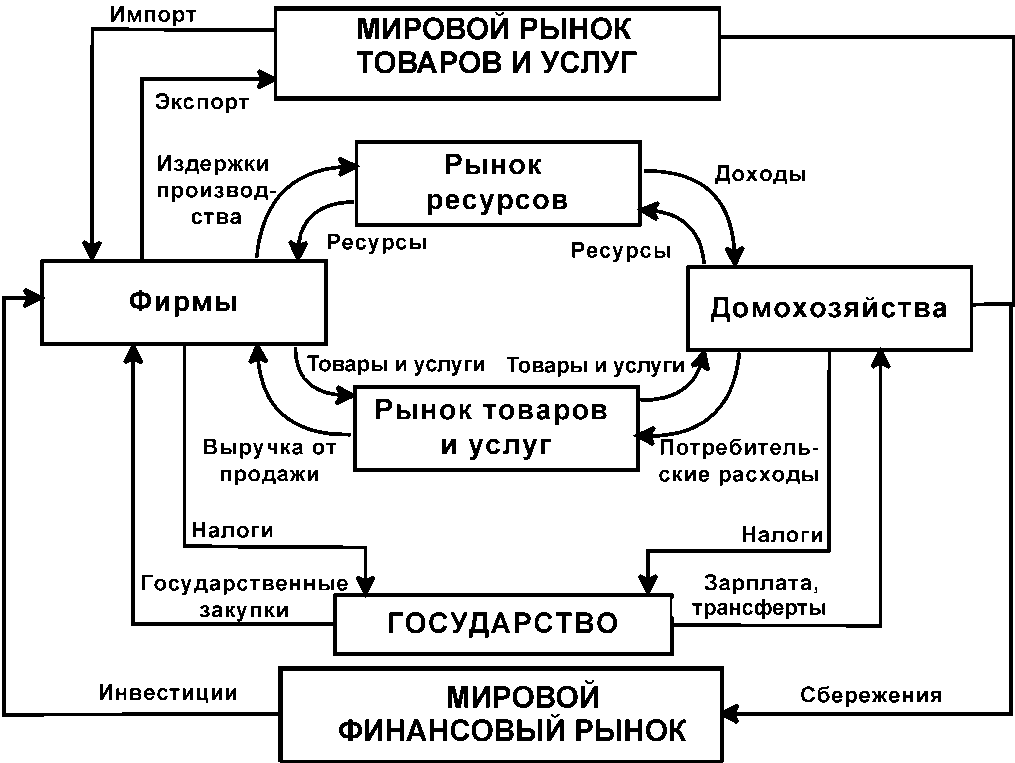 Импорт
МИРОВОЙ РЫНОК
ТОВАРОВ И УСЛУГ
Экспорт
Издержки
производ-
ства
Рынок
ресурсов
Доходы
Ресурсы
Ресурсы
Фирмы
Домохозяйства
Товары и услуги
Товары и услуги
Рынок товаров
и услуг
Выручка от
продажи
Потребитель-
ские расходы
Налоги
Налоги
Государственные
закупки
ГОСУДАРСТВО
Зарплата,
трансферты
Инвестиции
МИРОВОЙ
ФИНАНСОВЫЙ РЫНОК
Сбережения